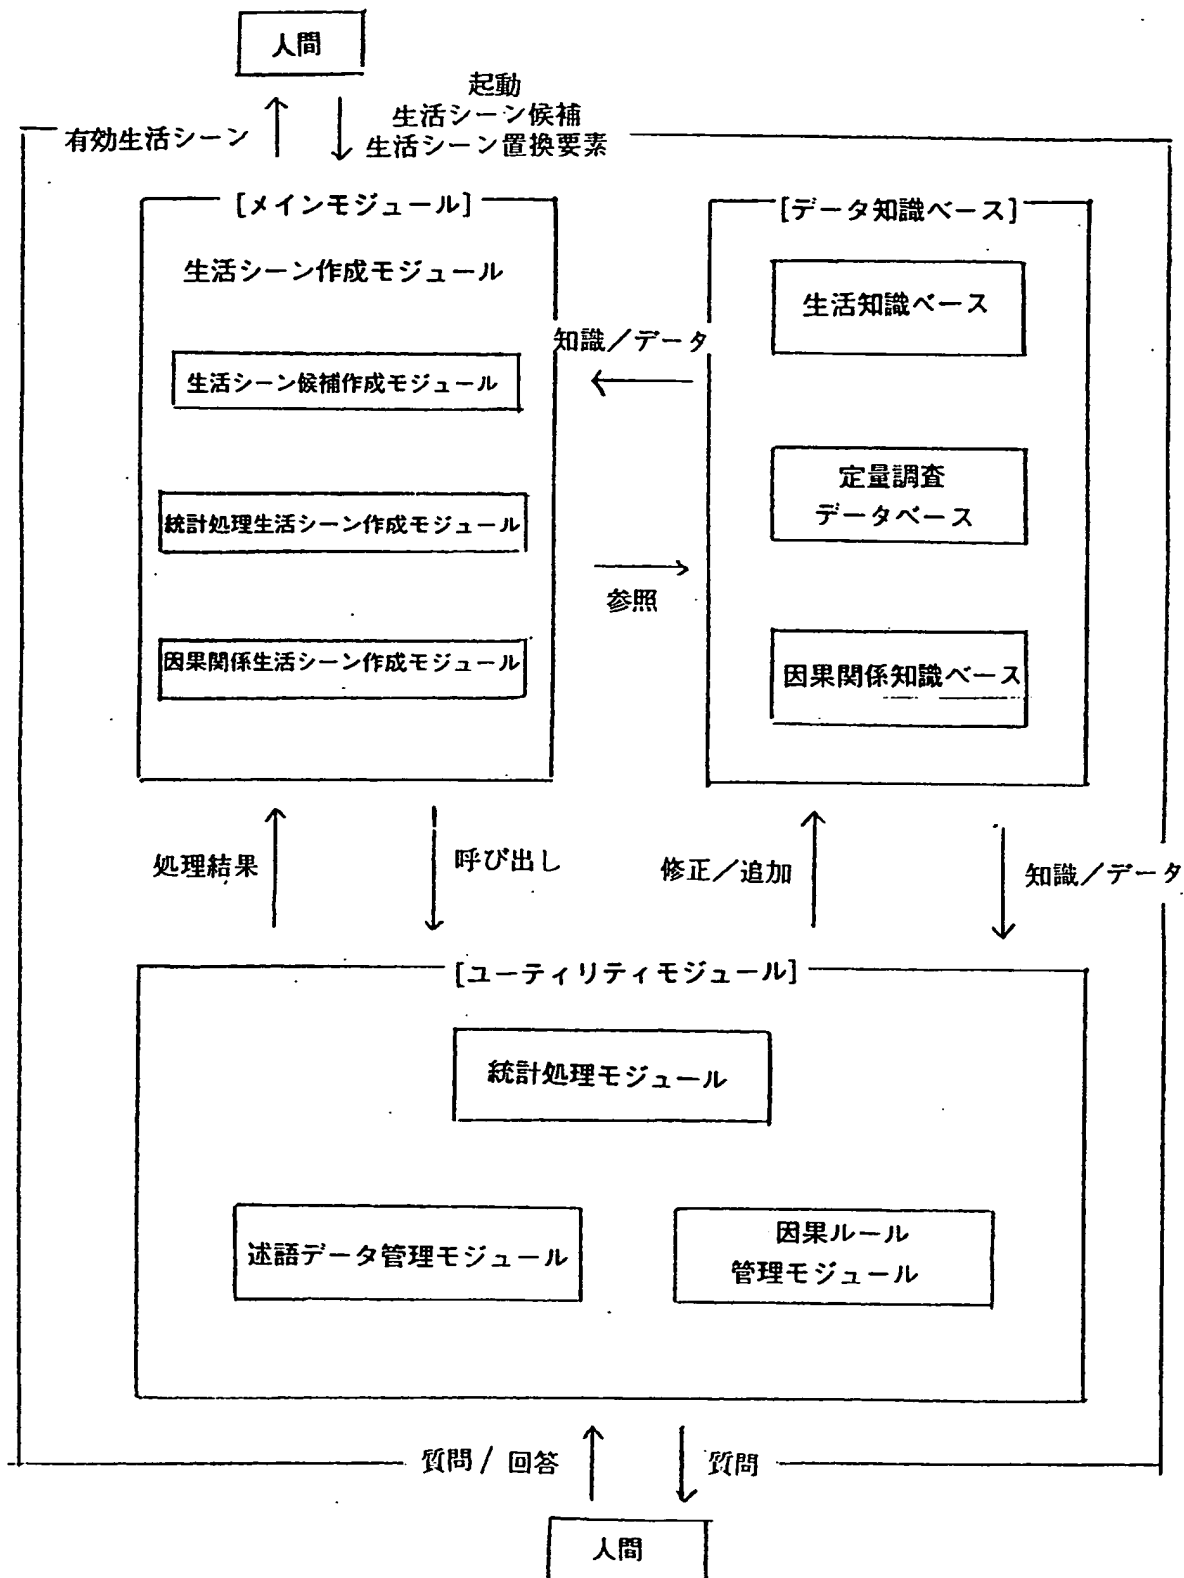 人間
起動
生活シーン候補
生活シーン置換要素
有効生活シーン
[メインモジュール]
生活シーン作成モジュール
生活シーン候補作成モジュール
統計処理生活シーン作成モジュール
因果関係生活シーン作成モジュール
知識/データ
参照
[データ知識ベース]
生活知識ベース
定量調査
データベース
因果関係知識ベース
処理結果
呼び出し
修正/追加
知識/データ
[ユーティリティモジュール]
統計処理モジュール
述語データ管理モジュール
因果ルール
管理モジュール
質問/回答
質問
人間